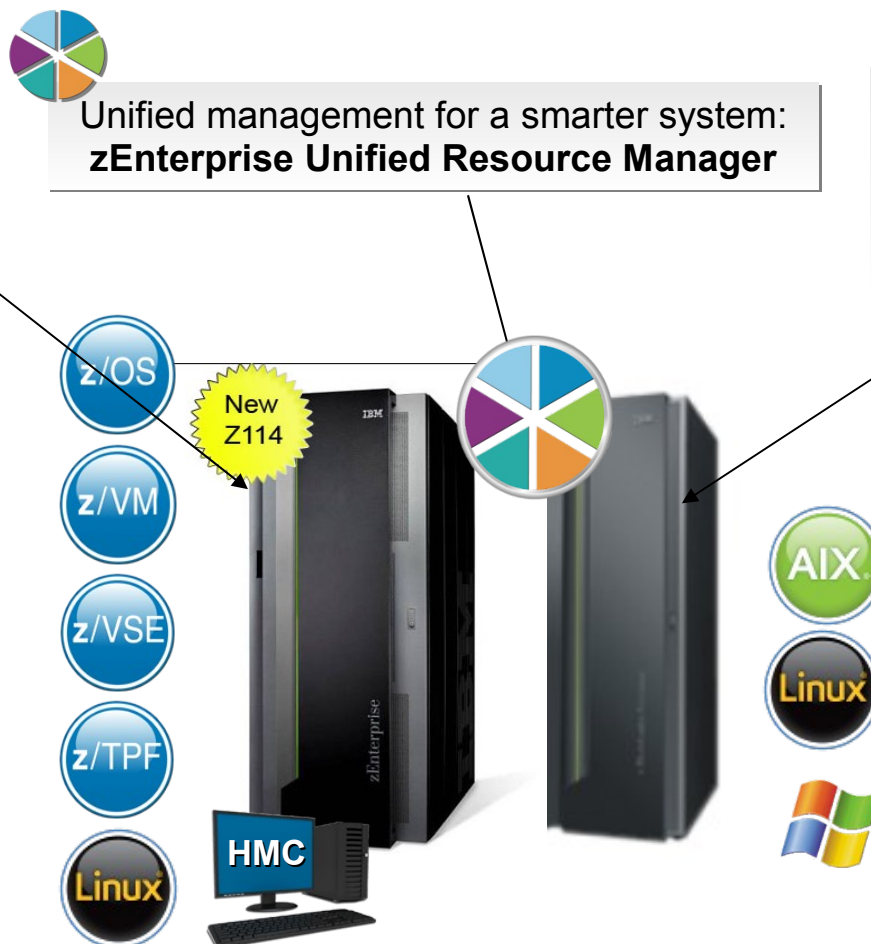 Unified management for a smarter system:
zEnterprise Unified Resource Manager
z/OS
New
Z114
IBM
z/VM
AIX
z/VSE
Linux
zEnterprise
z/TPF
HMC
Linux